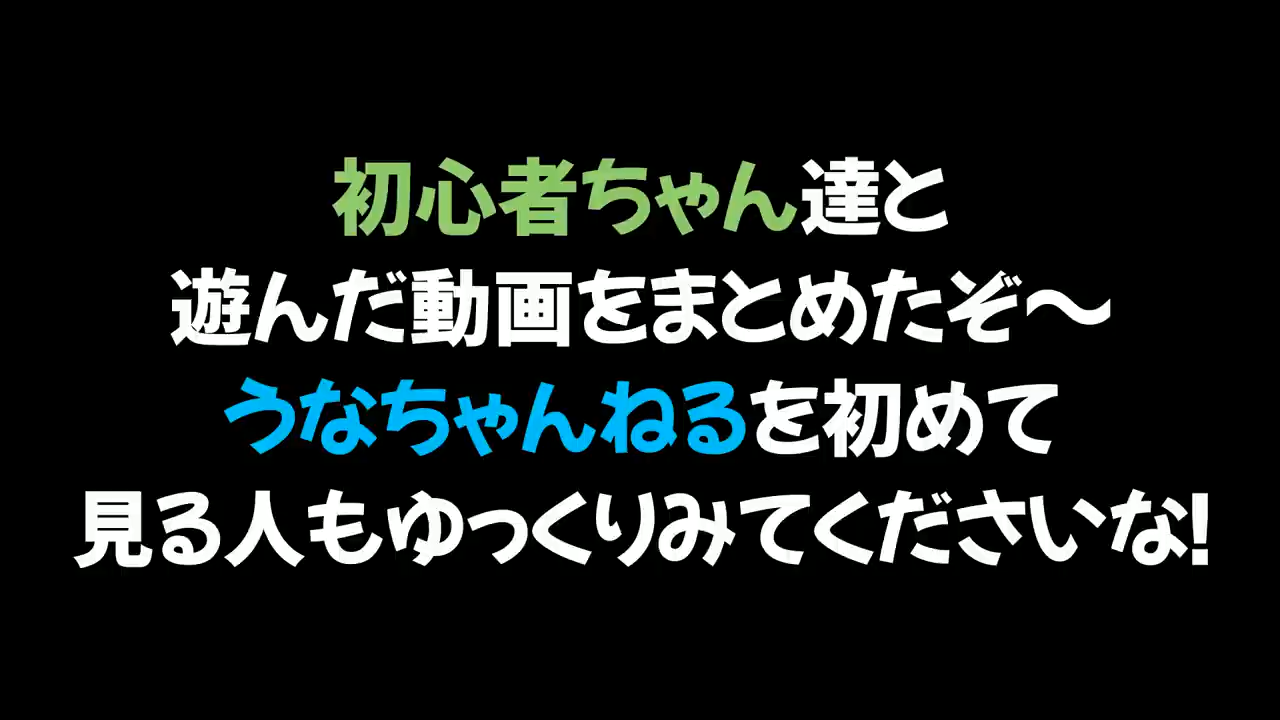 初心者ちゃん達と
遊んだ動画をまとめたぞ～
うなちゃんねるを初めて
見る人もゆっくりみてくださいな!